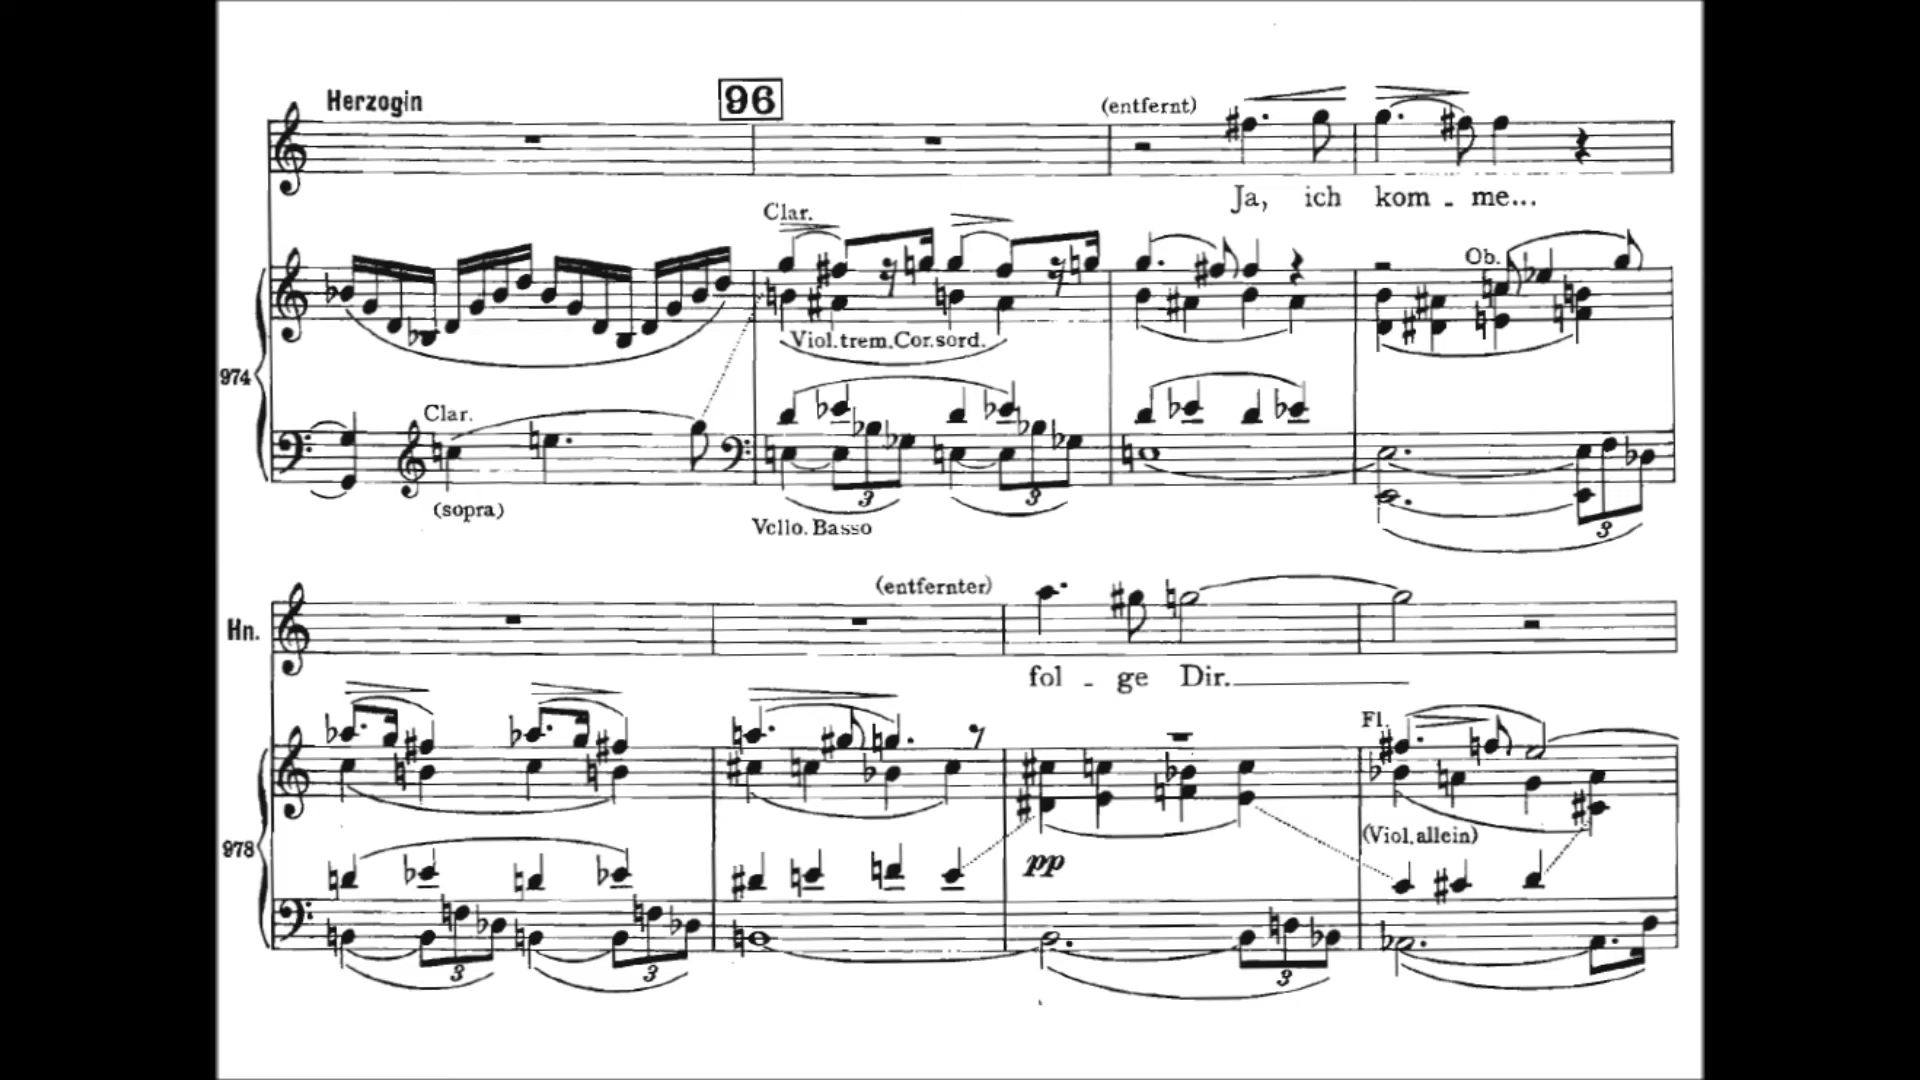 Herzogin
96
(entfernt)
Ja, ich kom - me...
Clar.
Ob.
Viol.trem.Cor.sord.
974
Clar.
(sopra)
3 3
3
Vcllo. Basso
(entfernter)
Hn.
fol - ge Dir.
Fl.
(Viol.allein)
978
pp
3 3 3